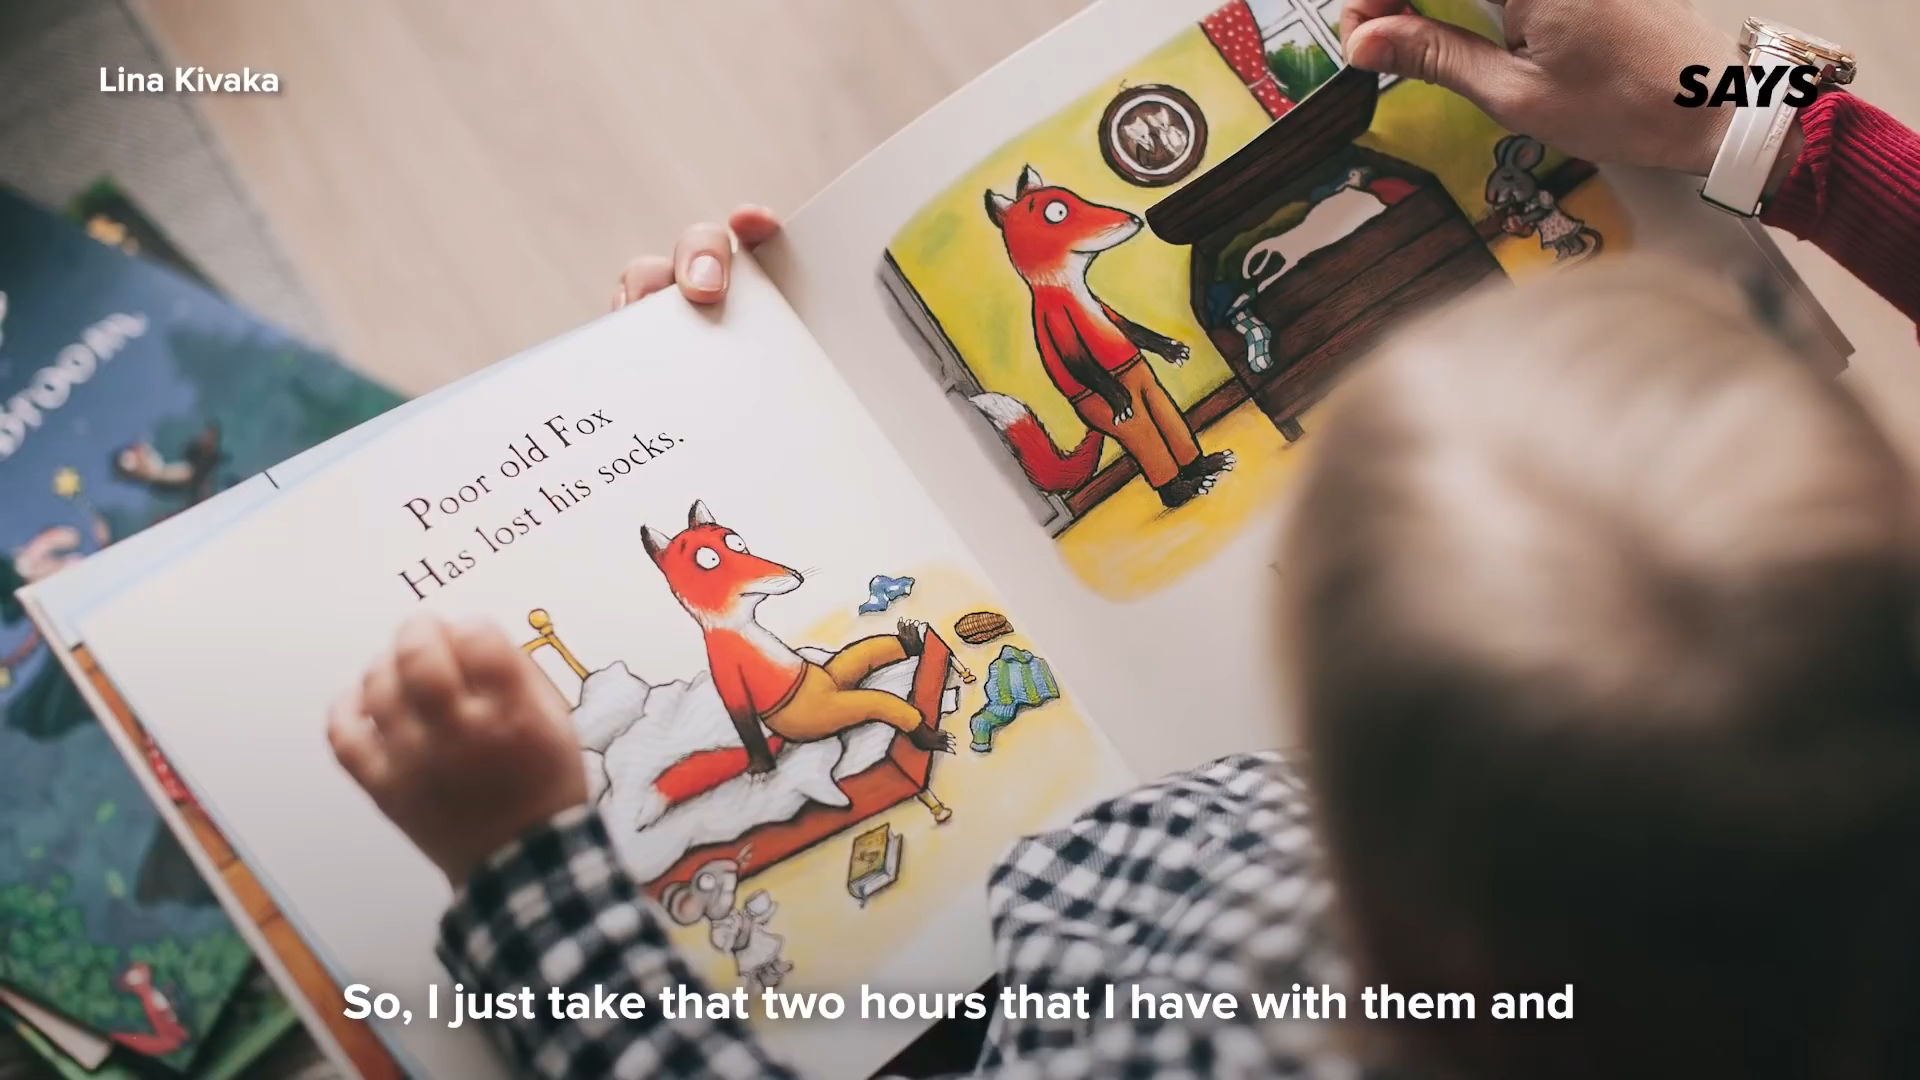 Lina Kivaka
SAYS
Poor old Fox
Has lost his socks.
So, I just take that two hours that I have with them and